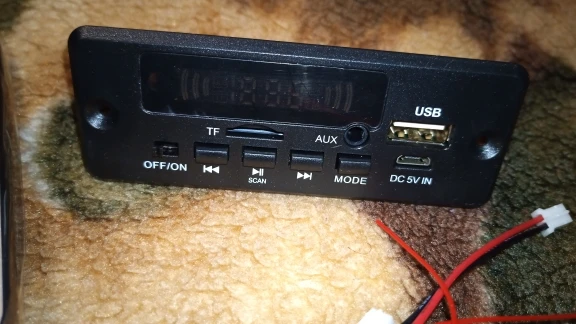 USB
TF
AUX
OFF/ON
SCAN
MODE
DC 5V IN